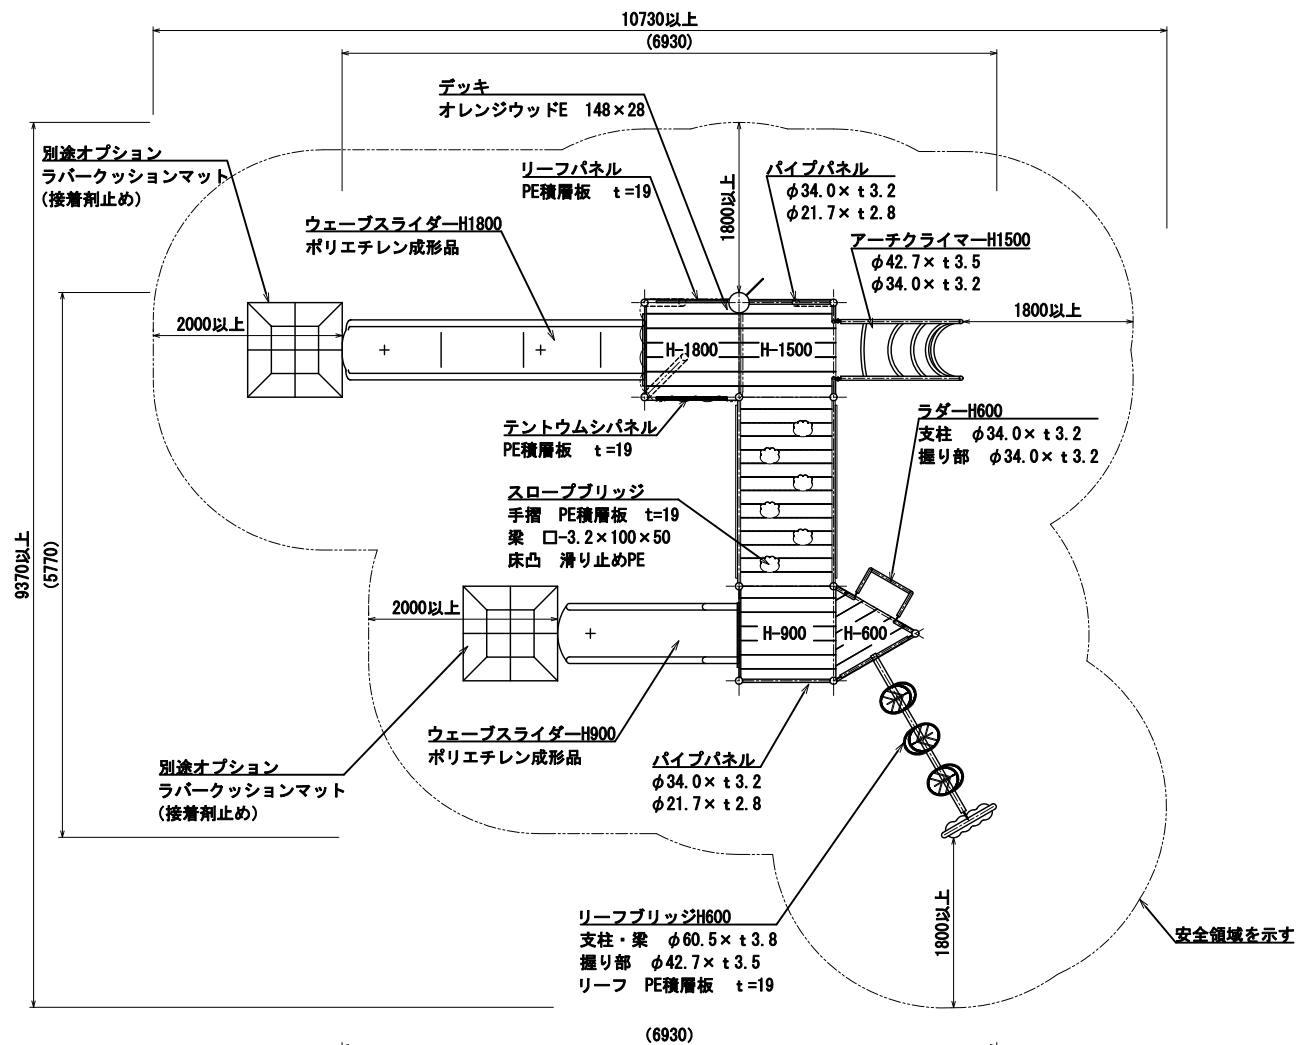 10730以上
(6930)
デッキ
オレンジウッドE 148×28
別途オプション
ラバークッションマット
(接着剤止め)
リーフパネル
PE積層板 t=19
1800以上
パイプパネル
φ34.0×t3.2
φ21.7×t2.8
ウェーブスライダーH1800
ポリエチレン成形品
アーチクライマーH1500
φ42.7×t3.5
φ34.0×t3.2
2000以上
1800以上
H-1800
H-1500
テントウムシパネル
PE積層板 t=19
ラダーH600
支柱 φ34.0×t3.2
握り部 φ34.0×t3.2
スロープブリッジ
手摺 PE積層板 t=19
梁 口-3.2×100×50
床凸 滑り止めPE
9370以上
(5770)
2000以上
H-900
H-600
ウェーブスライダーH900
ポリエチレン成形品
別途オプション
ラバークッションマット
(接着剤止め)
パイプパネル
φ34.0×t3.2
φ21.7×t2.8
リーフブリッジH600
支柱・梁 φ60.5×t3.8
握り部 φ42.7×t3.5
リーフ PE積層板 t=19
1800以上
安全領域を示す
(6930)